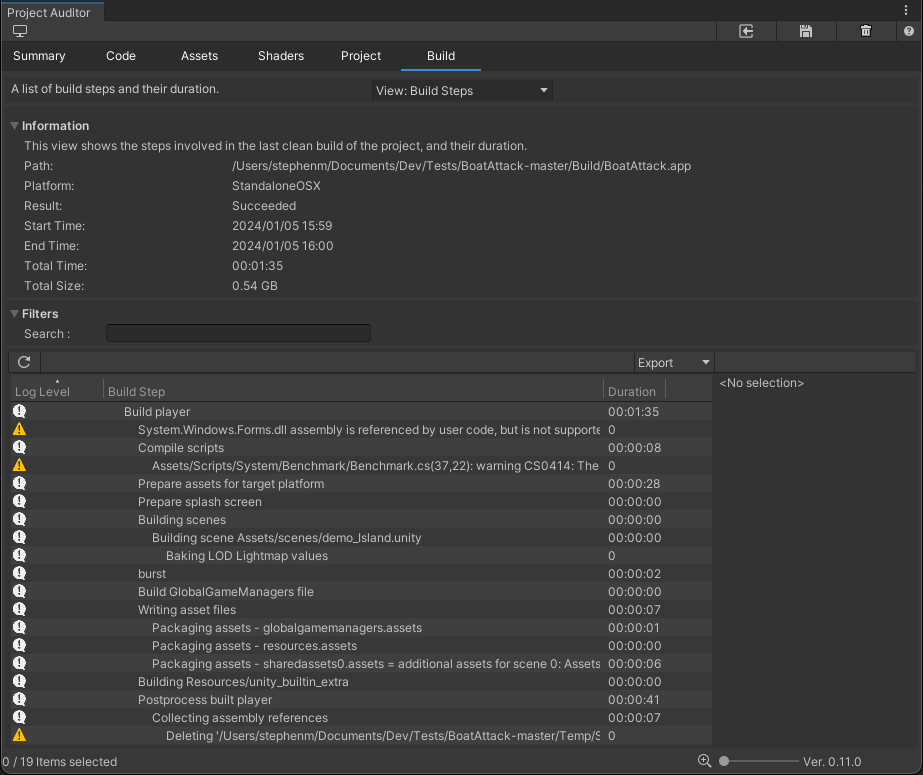 Project Auditor
Summary Code Assets Shaders Project Build
A list of build steps and their duration. View: Build Steps
Information
This view shows the steps involved in the last clean build of the project, and their duration.
Path: /Users/stephenm/Documents/Dev/Tests/BoatAttack-master/Build/BoatAttack.app
Platform: StandaloneOSX
Result: Succeeded
Start Time: 2024/01/05 15:59
End Time: 2024/01/05 16:00
Total Time: 00:01:35
Total Size: 0.54 GB
Filters
Search :
Export
<No selection>
Log Level Build Step Duration
Build player 00:01:35
System.Windows.Forms.dll assembly is referenced by user code, but is not supporte 0
Compile scripts 00:00:08
Assets/Scripts/System/Benchmark/Benchmark.cs(37,22): warning CS0414: The 0
Prepare assets for target platform 00:00:28
Prepare splash screen 00:00:00
Building scenes 00:00:00
Building scene Assets/scenes/demo_Island.unity 00:00:00
Baking LOD Lightmap values 0
burst 00:00:02
Build GlobalGameManagers file 00:00:00
Writing asset files 00:00:07
Packaging assets - globalgamemanagers.assets 00:00:01
Packaging assets - resources.assets 00:00:00
Packaging assets - sharedassets0.assets = additional assets for scene 0: Assets 00:00:06
Building Resources/unity_builtin_extra 00:00:00
Postprocess built player 00:00:41
Collecting assembly references 00:00:07
Deleting '/Users/stephenm/Documents/Dev/Tests/BoatAttack-master/Temp/S 0
0 / 19 Items selected Ver. 0.11.0